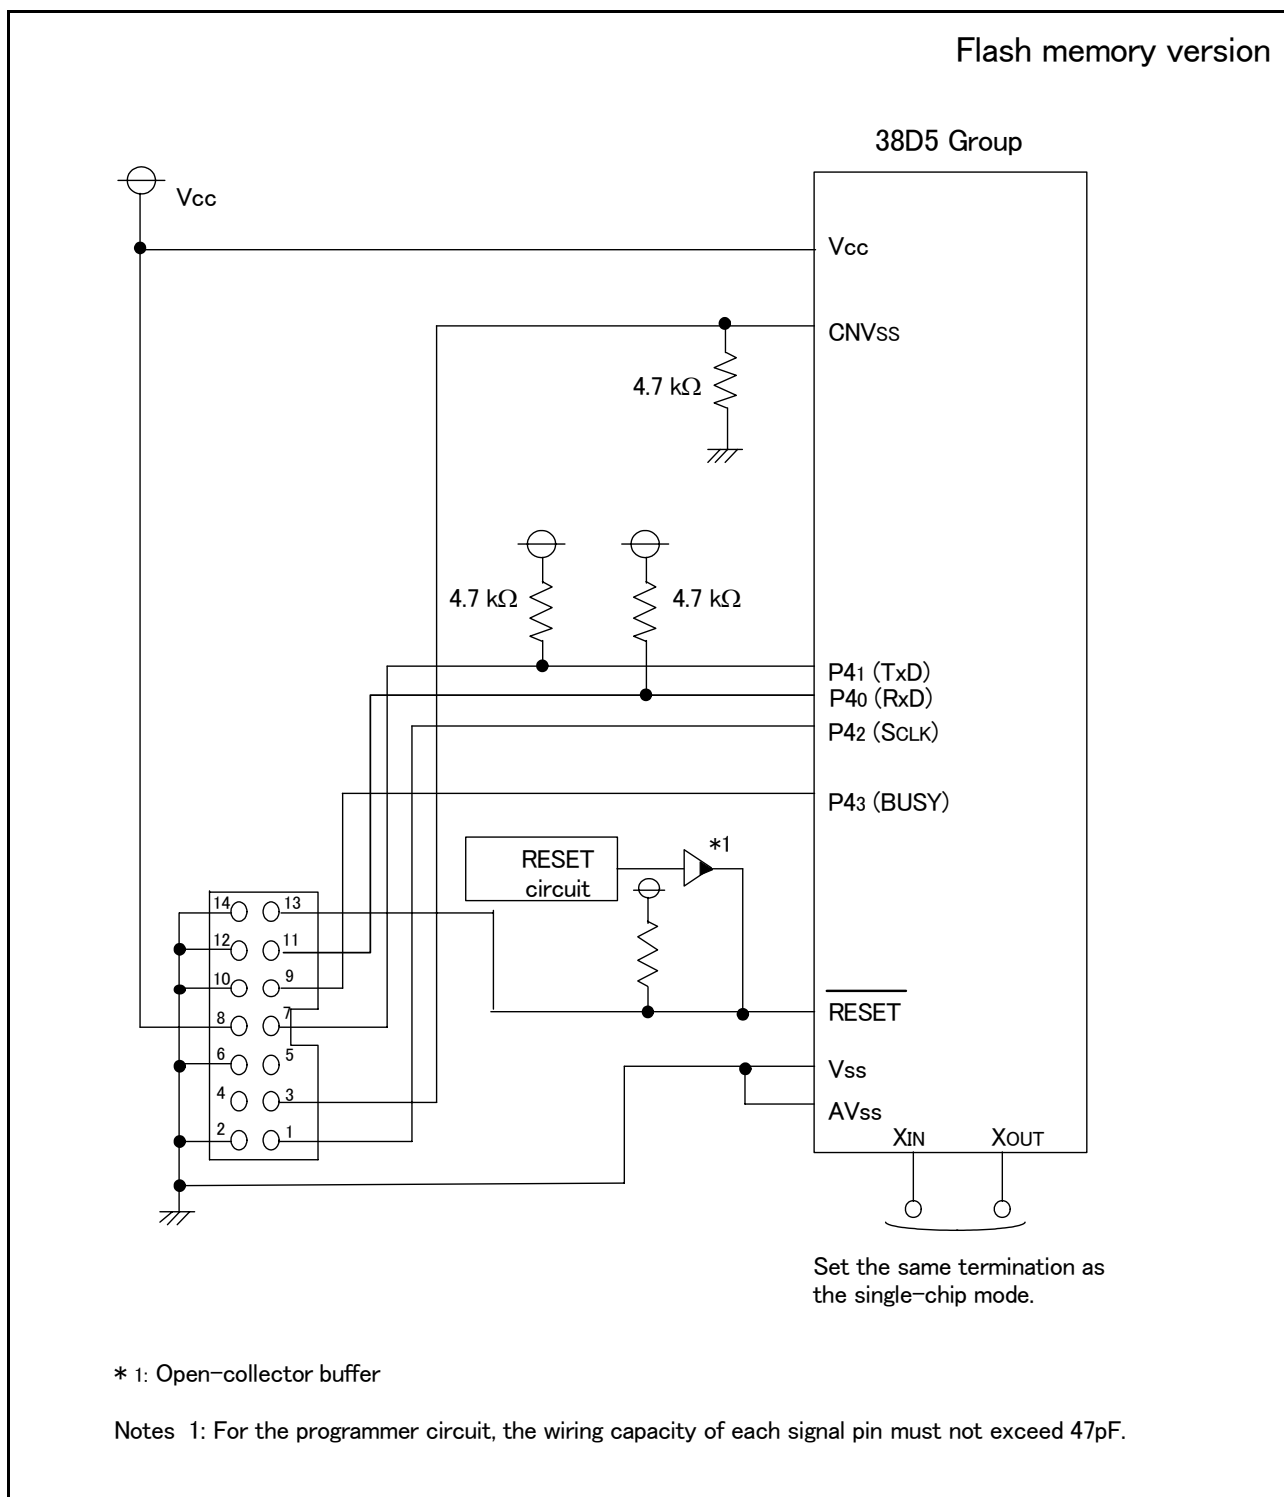 Flash memory version
38D5 Group
Vcc
Vcc
CNVss
4.7 kΩ
4.7 kΩ
4.7 kΩ
P41 (TxD)
P40 (RxD)
P42 (SCLK)
P43 (BUSY)
RESET
circuit
*1
14
13
12
11
10
9
8
7
6
5
4
3
2
1
RESET
Vss
AVss
XIN
XOUT
Set the same termination as
the single-chip mode.
* 1: Open-collector buffer
Notes 1: For the programmer circuit, the wiring capacity of each signal pin must not exceed 47pF.